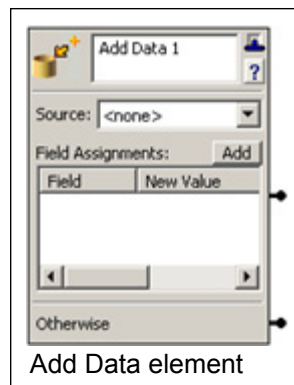 Add Data 1
?
Source: <none>
Field Assignments: Add
Field New Value
Otherwise
Add Data element